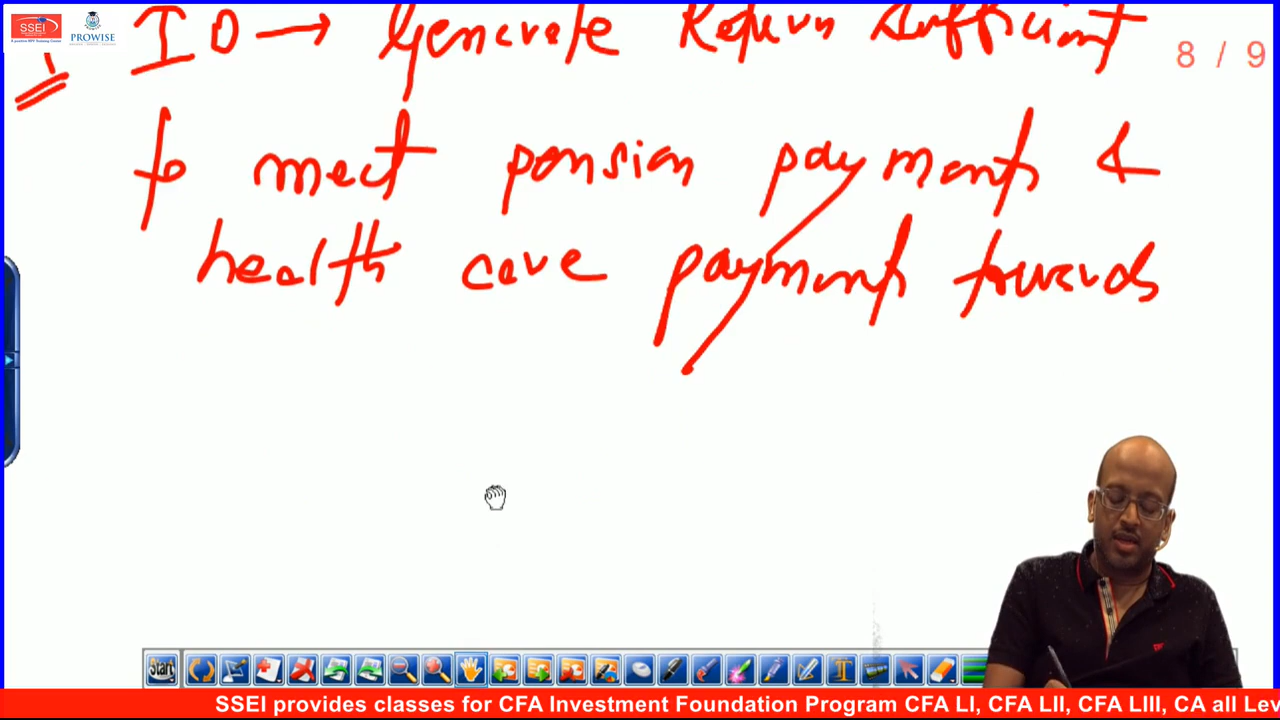 SSEI
PROWISE
8 / 9
I O → Generate Return Sufficient
to meet pension payments &
health care payments towards
Start
T
SSEI provides classes for CFA Investment Foundation Program CFA LI, CFA LII, CFA LIII, CA all Lev